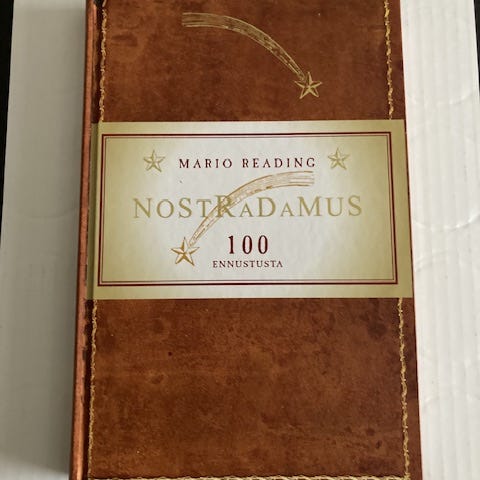 MARIO READING
NOSTRADAMUS
100
ENNUSTUSTA